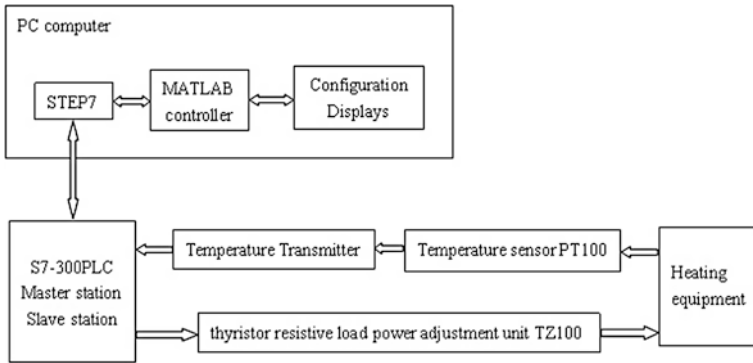 PC computer
STEP7
MATLAB
controller
Configuration
Displays
S7-300PLC
Master station
Slave station
Temperature Transmitter
Temperature sensor PT100
Heating
equipment
thyristor resistive load power adjustment unit TZ100